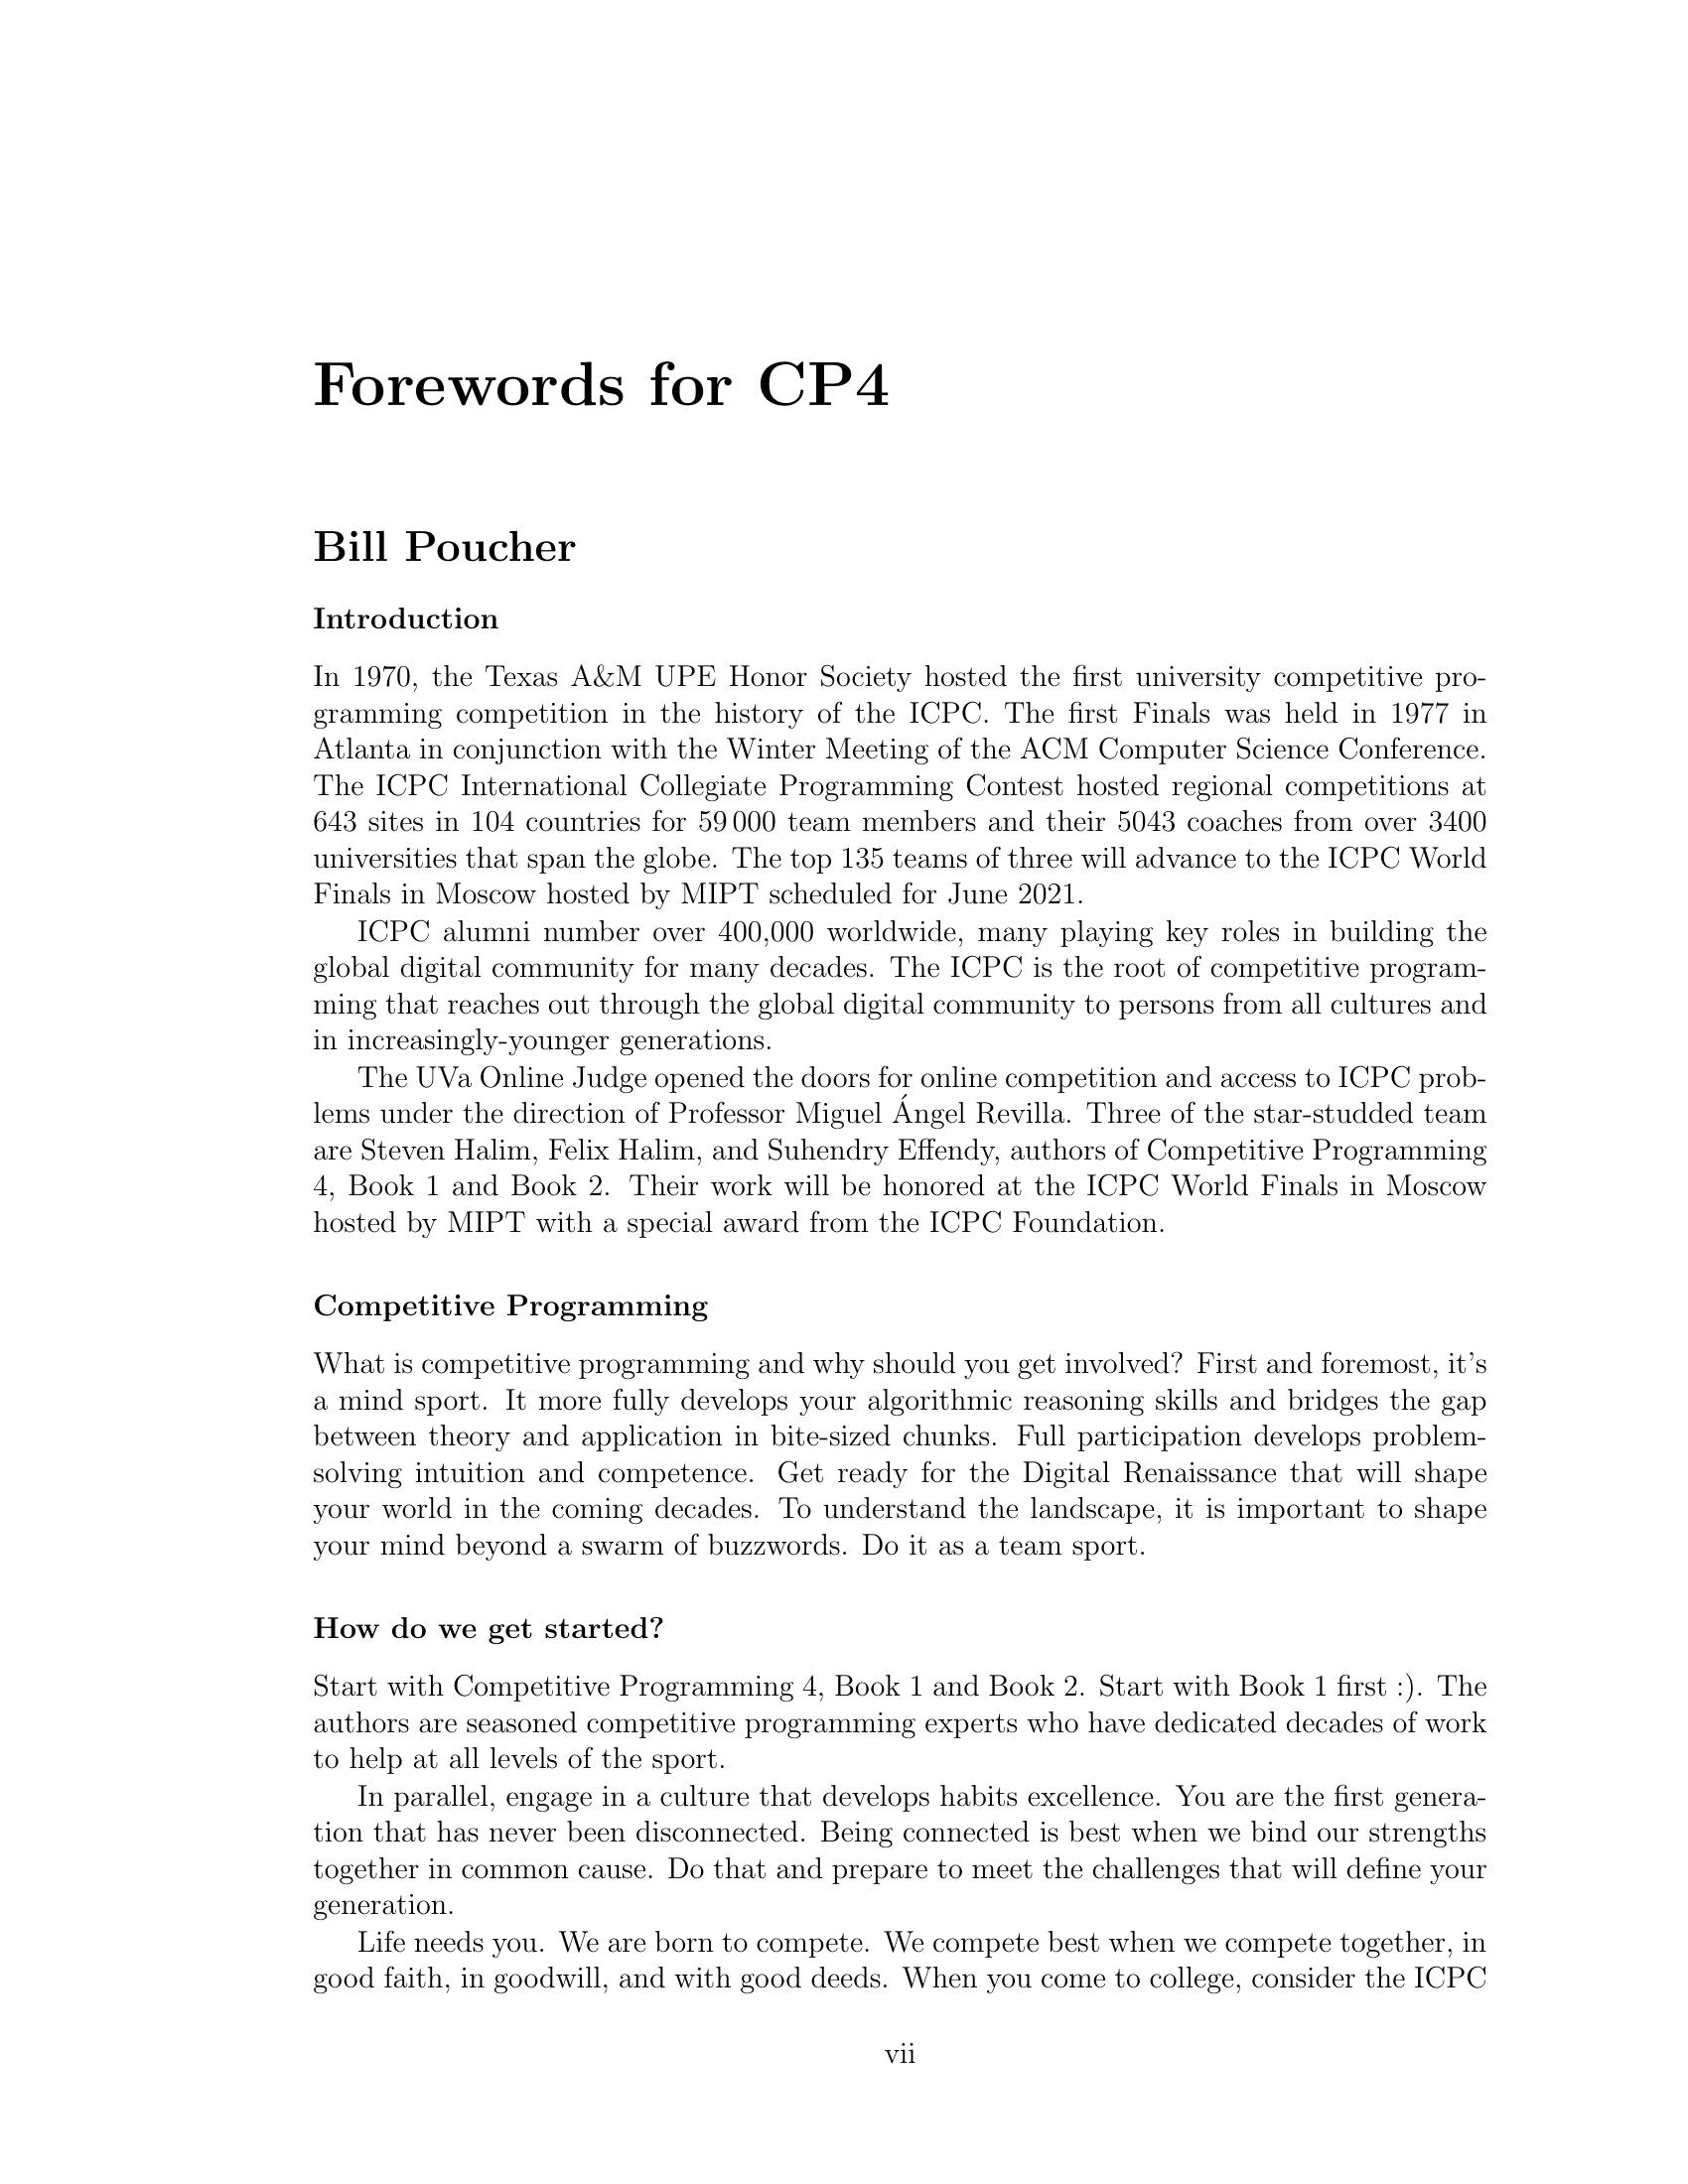 Forewords for CP4
Bill Poucher
Introduction
In 1970, the Texas A&M UPE Honor Society hosted the first university competitive pro-
gramming competition in the history of the ICPC. The first Finals was held in 1977 in
Atlanta in conjunction with the Winter Meeting of the ACM Computer Science Conference.
The ICPC International Collegiate Programming Contest hosted regional competitions at
643 sites in 104 countries for 59 000 team members and their 5043 coaches from over 3400
universities that span the globe. The top 135 teams of three will advance to the ICPC World
Finals in Moscow hosted by MIPT scheduled for June 2021.
ICPC alumni number over 400,000 worldwide, many playing key roles in building the
global digital community for many decades. The ICPC is the root of competitive program-
ming that reaches out through the global digital community to persons from all cultures and
in increasingly-younger generations.
The UVa Online Judge opened the doors for online competition and access to ICPC prob-
lems under the direction of Professor Miguel Ángel Revilla. Three of the star-studded team
are Steven Halim, Felix Halim, and Suhendry Effendy, authors of Competitive Programming
4, Book 1 and Book 2. Their work will be honored at the ICPC World Finals in Moscow
hosted by MIPT with a special award from the ICPC Foundation.
Competitive Programming
What is competitive programming and why should you get involved? First and foremost, it's
a mind sport. It more fully develops your algorithmic reasoning skills and bridges the gap
between theory and application in bite-sized chunks. Full participation develops problem-
solving intuition and competence. Get ready for the Digital Renaissance that will shape
your world in the coming decades. To understand the landscape, it is important to shape
your mind beyond a swarm of buzzwords. Do it as a team sport.
How do we get started?
Start with Competitive Programming 4, Book 1 and Book 2. Start with Book 1 first :). The
authors are seasoned competitive programming experts who have dedicated decades of work
to help at all levels of the sport.
In parallel, engage in a culture that develops habits excellence. You are the first genera-
tion that has never been disconnected. Being connected is best when we bind our strengths
together in common cause. Do that and prepare to meet the challenges that will define your
generation.
Life needs you. We are born to compete. We compete best when we compete together, in
good faith, in goodwill, and with good deeds. When you come to college, consider the ICPC
vii